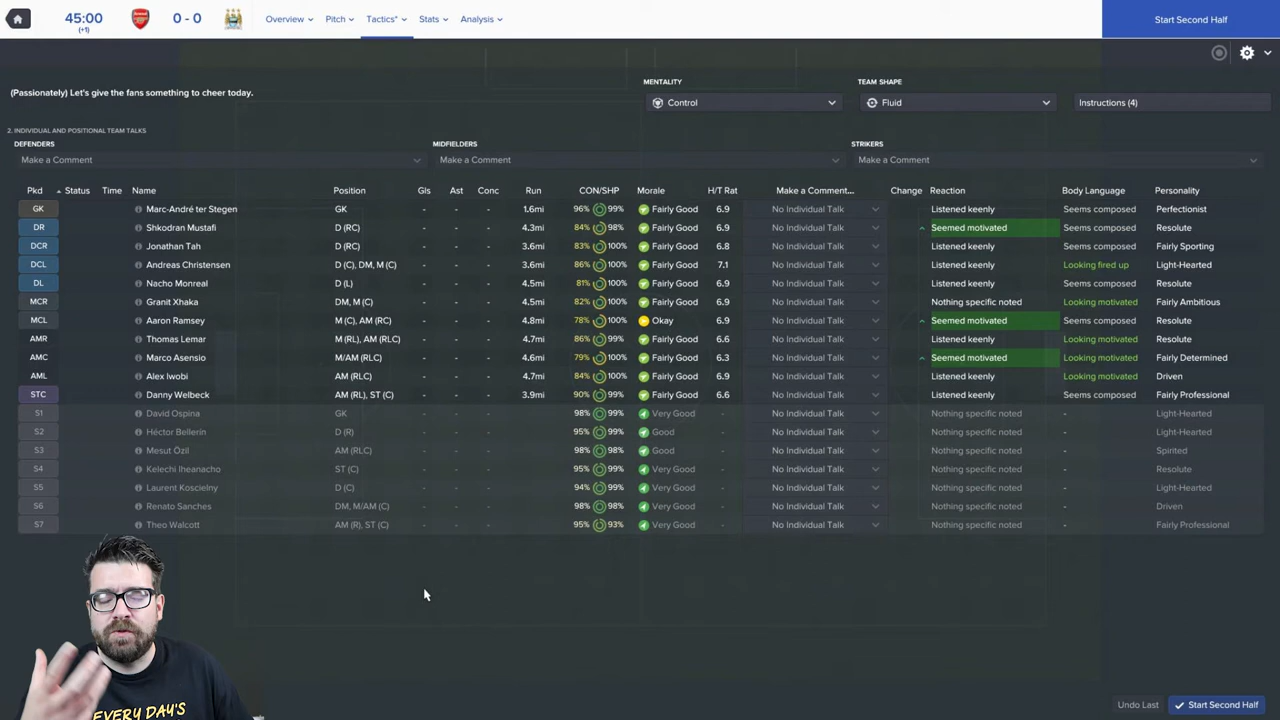 45:00 0 - 0 Overview Pitch Tactics* Stats Analysis Start Second Half
(+1)
MENTALITY TEAM SHAPE
(Passionately) Let's give the fans something to cheer today. Control Fluid Instructions (4)
2. INDIVIDUAL AND POSITIONAL TEAM TALKS
DEFENDERS MIDFIELDERS STRIKERS
Make a Comment Make a Comment Make a Comment
Pkd Status Time Name Position Gls Ast Conc Run CON/SHP Morale H/T Rat Make a Comment... Change Reaction Body Language Personality
GK Marc-André ter Stegen GK - - - 1.6mi 96% 99% Fairly Good 6.9 No Individual Talk Listened keenly Seems composed Perfectionist
DR Shkodran Mustafi D (RC) - - - 4.3mi 84% 98% Fairly Good 6.9 No Individual Talk Seemed motivated Seems composed Resolute
DCR Jonathan Tah D (RC) - - - 3.6mi 83% 100% Fairly Good 6.8 No Individual Talk Listened keenly Seems composed Fairly Sporting
DCL Andreas Christensen D (C), DM, M (C) - - - 3.6mi 86% 100% Fairly Good 7.1 No Individual Talk Listened keenly Looking fired up Light-Hearted
DL Nacho Monreal D (L) - - - 4.5mi 81% 100% Fairly Good 6.9 No Individual Talk Listened keenly Seems composed Resolute
MCR Granit Xhaka DM, M (C) - - - 4.5mi 82% 100% Fairly Good 6.9 No Individual Talk Nothing specific noted Looking motivated Fairly Ambitious
MCL Aaron Ramsey M (C), AM (RC) - - - 4.8mi 78% 100% Okay 6.9 No Individual Talk Seemed motivated Seems composed Resolute
AMR Thomas Lemar M (RL), AM (RLC) - - - 4.7mi 86% 99% Fairly Good 6.6 No Individual Talk Listened keenly Looking motivated Resolute
AMC Marco Asensio M/AM (RLC) - - - 4.6mi 79% 100% Fairly Good 6.3 No Individual Talk Seemed motivated Looking motivated Fairly Determined
AML Alex Iwobi AM (RLC) - - - 4.7mi 84% 100% Fairly Good 6.9 No Individual Talk Listened keenly Looking motivated Driven
STC Danny Welbeck AM (RL), ST (C) - - - 3.9mi 90% 99% Fairly Good 6.6 No Individual Talk Listened keenly Seems composed Fairly Professional
S1 David Ospina GK - - - 98% 99% Very Good - No Individual Talk Nothing specific noted - Light-Hearted
S2 Héctor Bellerín D (R) - - - 95% 99% Good - No Individual Talk Nothing specific noted - Light-Hearted
S3 Mesut Özil AM (RLC) - - - 98% 98% Good - No Individual Talk Nothing specific noted - Spirited
S4 Kelechi Iheanacho ST (C) - - - 95% 99% Very Good - No Individual Talk Nothing specific noted - Resolute
S5 Laurent Koscielny D (C) - - - 94% 99% Very Good - No Individual Talk Nothing specific noted - Light-Hearted
S6 Renato Sanches DM, M/AM (C) - - - 98% 98% Very Good - No Individual Talk Nothing specific noted - Driven
S7 Theo Walcott AM (R), ST (C) - - - 95% 93% Very Good - No Individual Talk Nothing specific noted - Fairly Professional
EVERY DAY'S
Undo Last Start Second Half